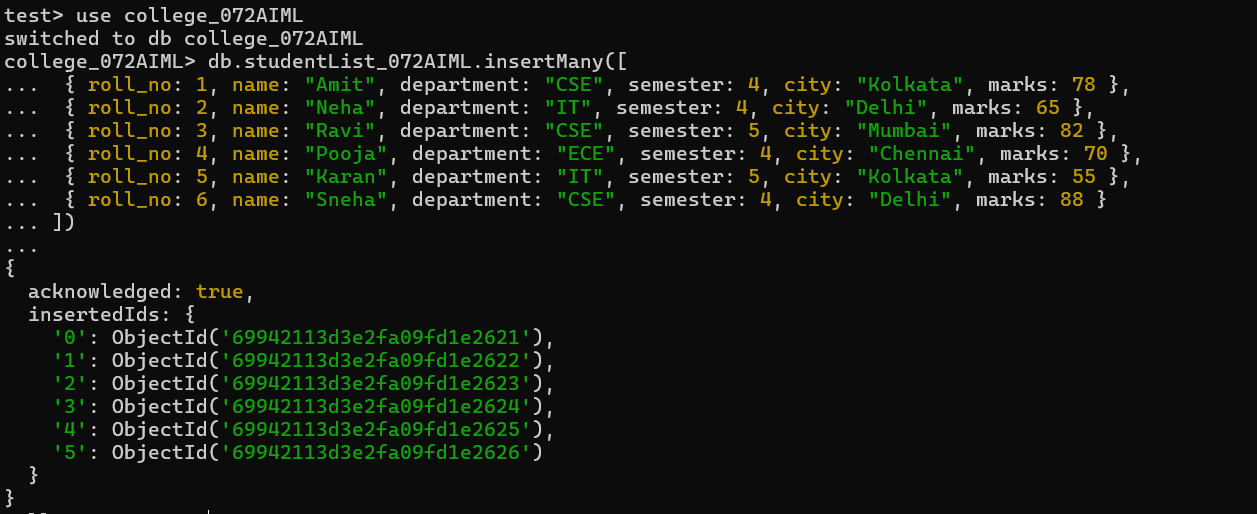 test> use college_072AIML
switched to db college_072AIML
college_072AIML> db.studentList_072AIML.insertMany([
...  { roll_no: 1, name: "Amit", department: "CSE", semester: 4, city: "Kolkata", marks: 78 },
...  { roll_no: 2, name: "Neha", department: "IT", semester: 4, city: "Delhi", marks: 65 },
...  { roll_no: 3, name: "Ravi", department: "CSE", semester: 5, city: "Mumbai", marks: 82 },
...  { roll_no: 4, name: "Pooja", department: "ECE", semester: 4, city: "Chennai", marks: 70 },
...  { roll_no: 5, name: "Karan", department: "IT", semester: 5, city: "Kolkata", marks: 55 },
...  { roll_no: 6, name: "Sneha", department: "CSE", semester: 4, city: "Delhi", marks: 88 }
... ])
...
{
  acknowledged: true,
  insertedIds: {
    '0': ObjectId('69942113d3e2fa09fd1e2621'),
    '1': ObjectId('69942113d3e2fa09fd1e2622'),
    '2': ObjectId('69942113d3e2fa09fd1e2623'),
    '3': ObjectId('69942113d3e2fa09fd1e2624'),
    '4': ObjectId('69942113d3e2fa09fd1e2625'),
    '5': ObjectId('69942113d3e2fa09fd1e2626')
  }
}